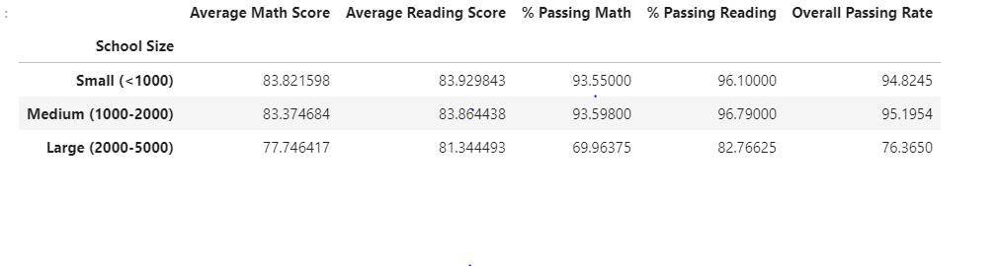 : Average Math Score Average Reading Score % Passing Math % Passing Reading Overall Passing Rate
School Size
Small (<1000) 83.821598 83.929843 93.55000 96.10000 94.8245
Medium (1000-2000) 83.374684 83.864438 93.59800 96.79000 95.1954
Large (2000-5000) 77.746417 81.344493 69.96375 82.76625 76.3650